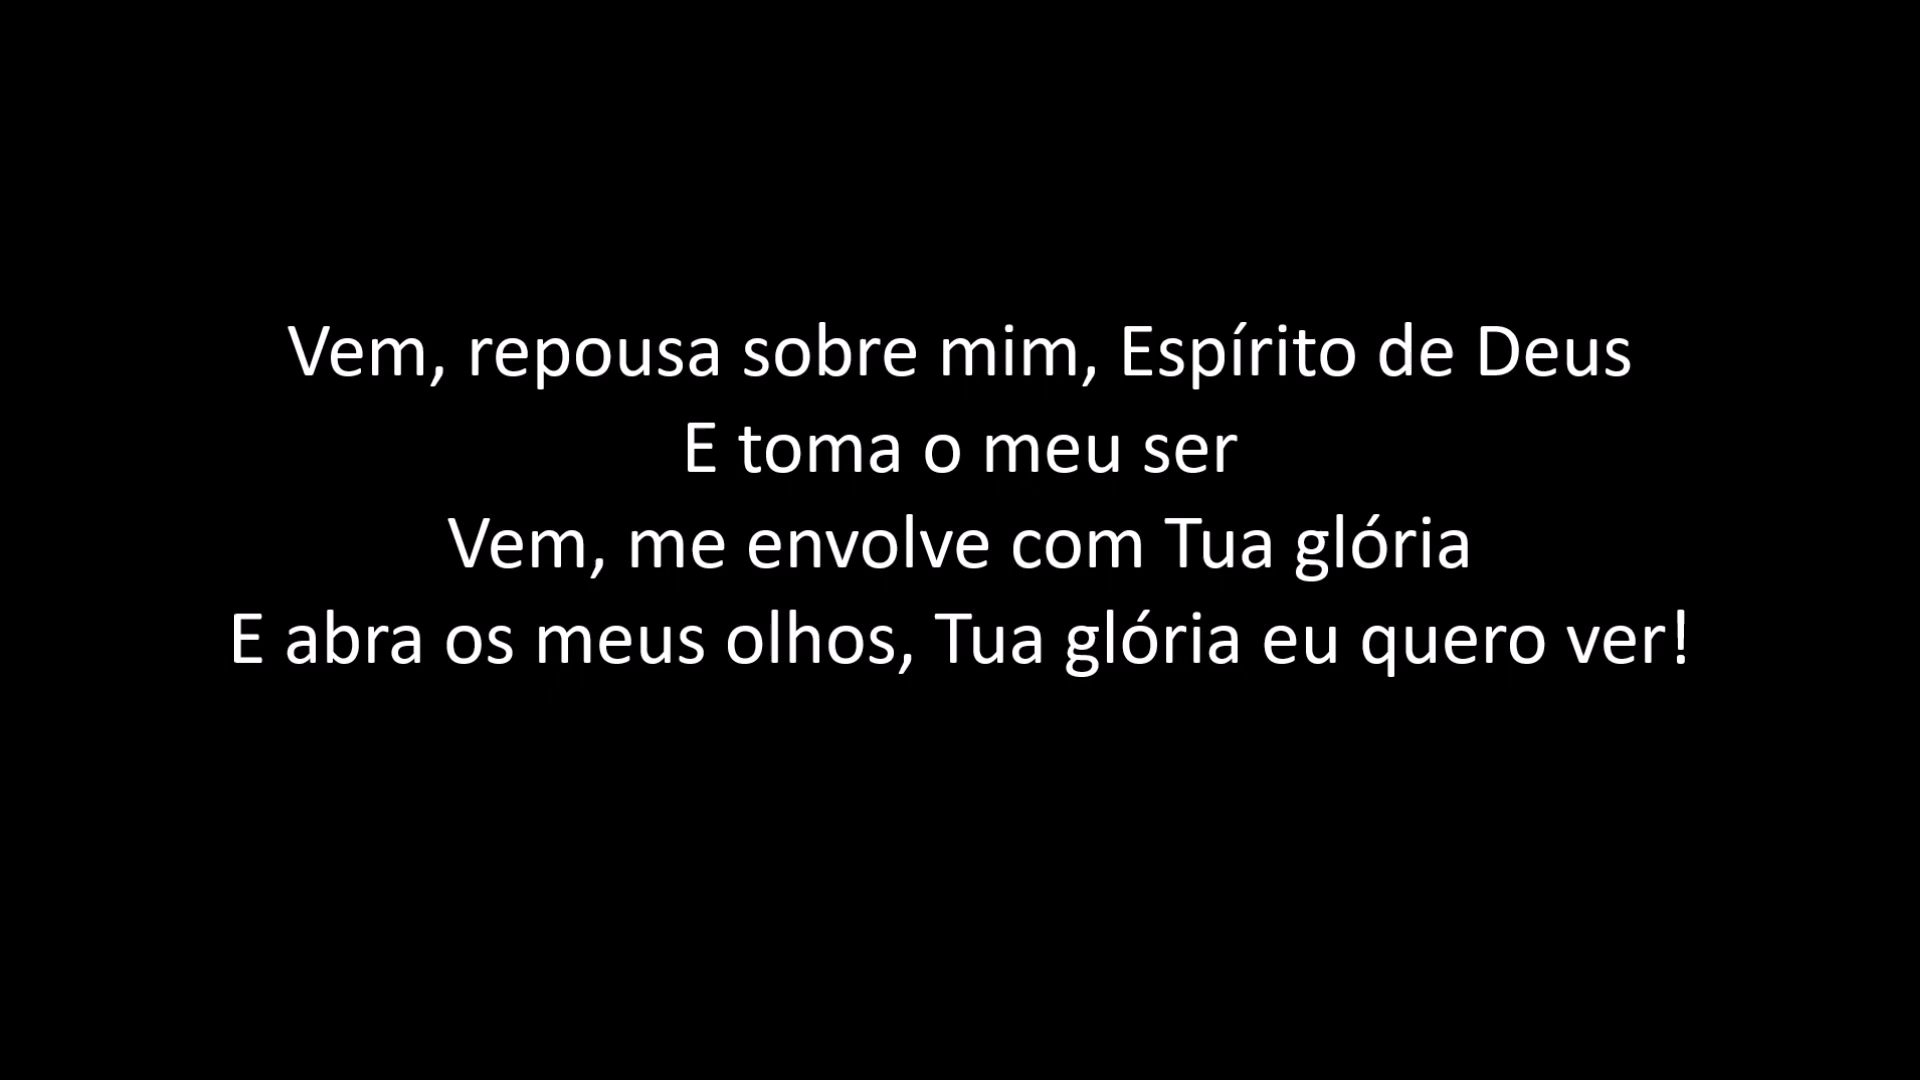 Vem, repousa sobre mim, Espírito de Deus
E toma o meu ser
Vem, me envolve com Tua glória
E abra os meus olhos, Tua glória eu quero ver!